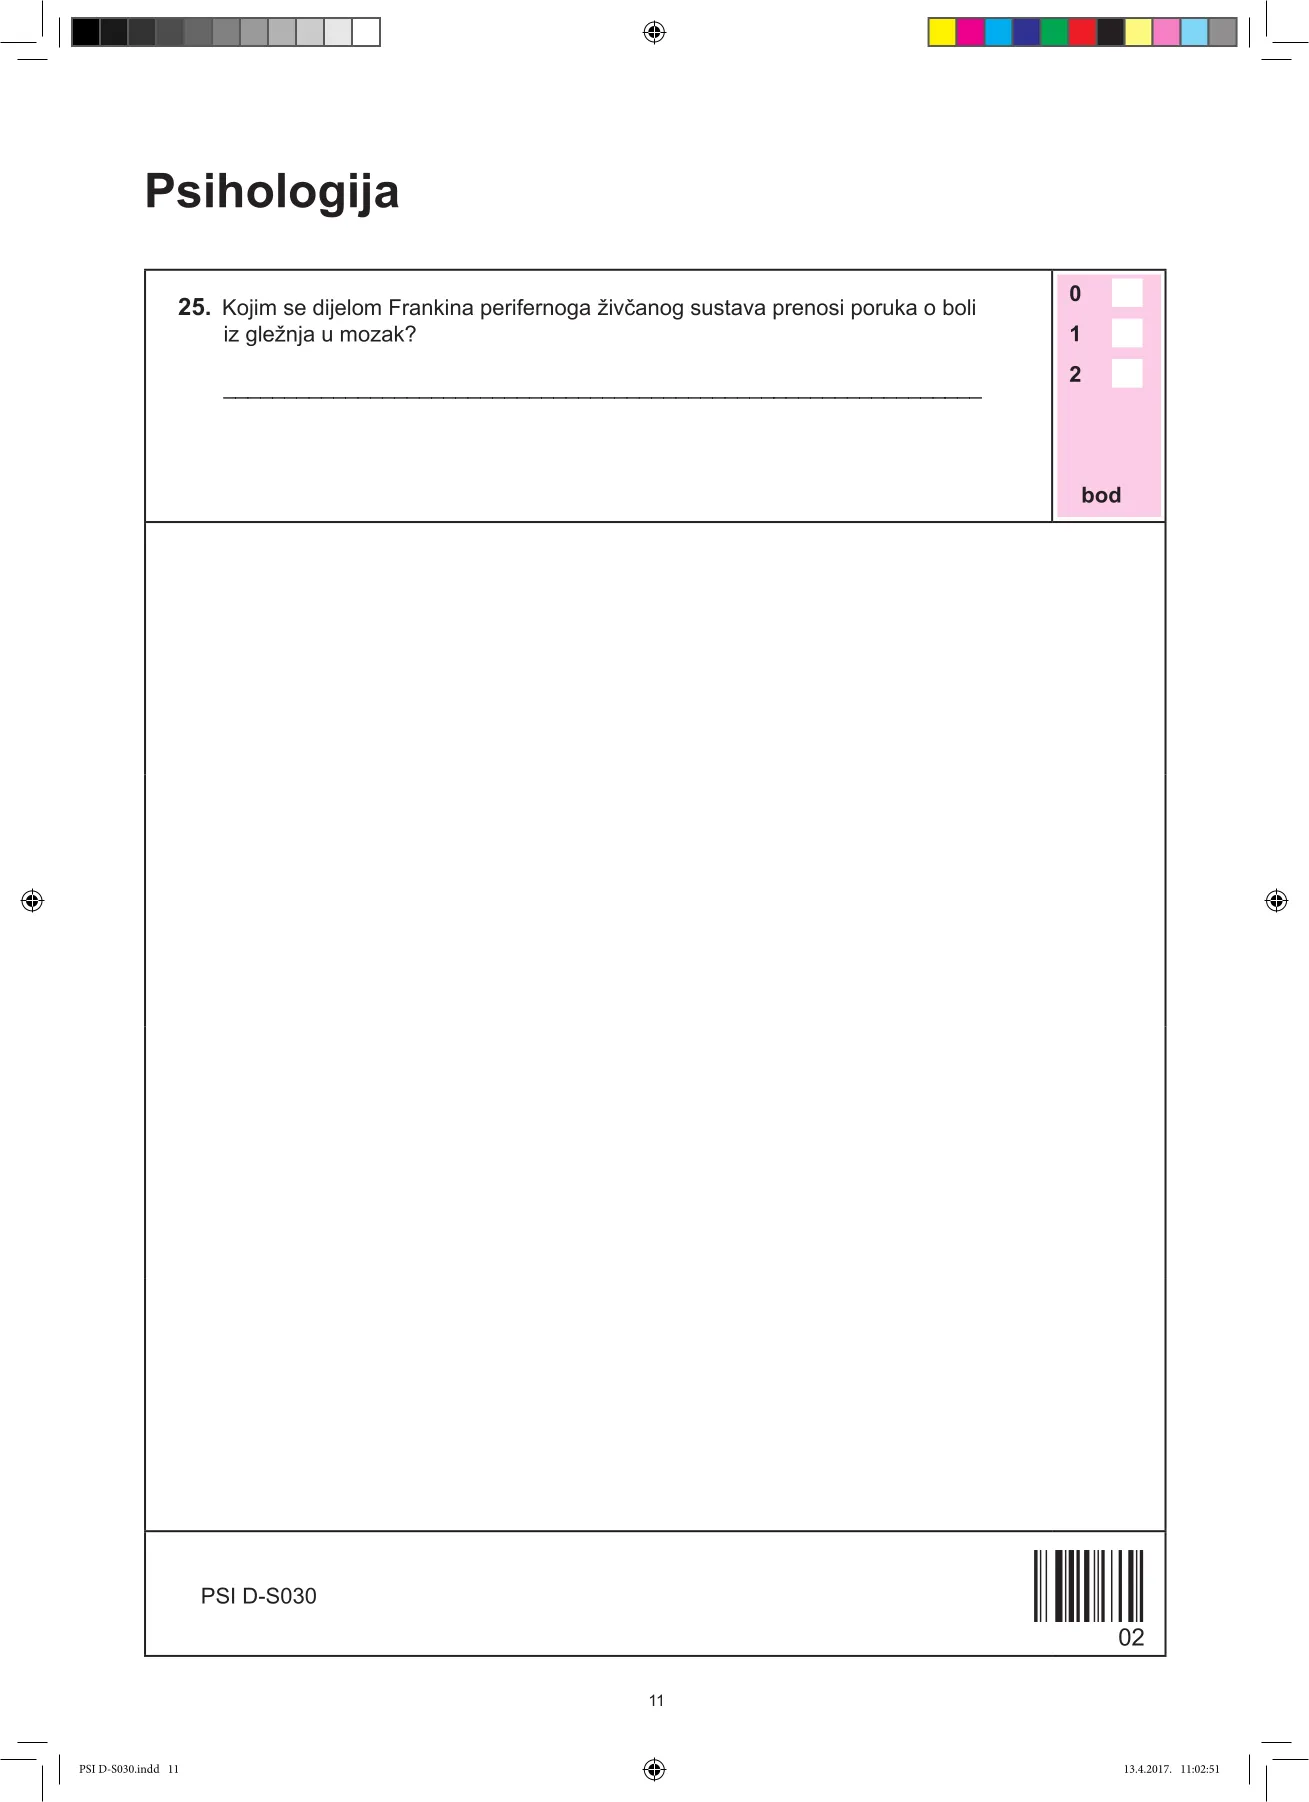 Psihologija
25. Kojim se dijelom Frankina perifernoga živčanog sustava prenosi poruka o boli
iz gležnja u mozak?
0
1
2
bod
PSI D-S030
02
11
PSI D-S030.indd 11
13.4.2017. 11:02:51